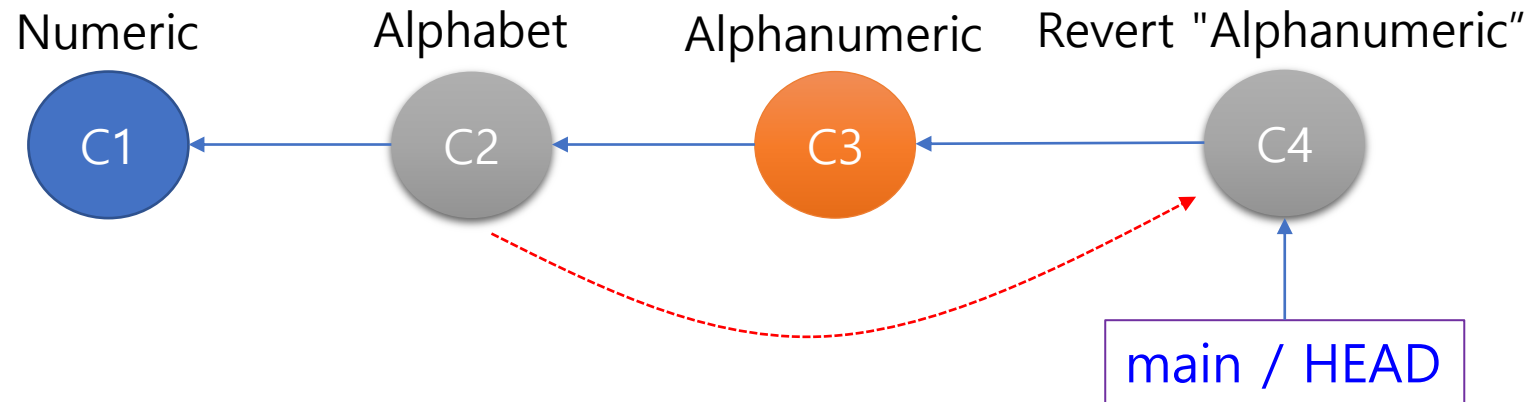 Numeric
Alphabet
Alphanumeric
Revert "Alphanumeric”
C1
C2
C3
C4
main / HEAD